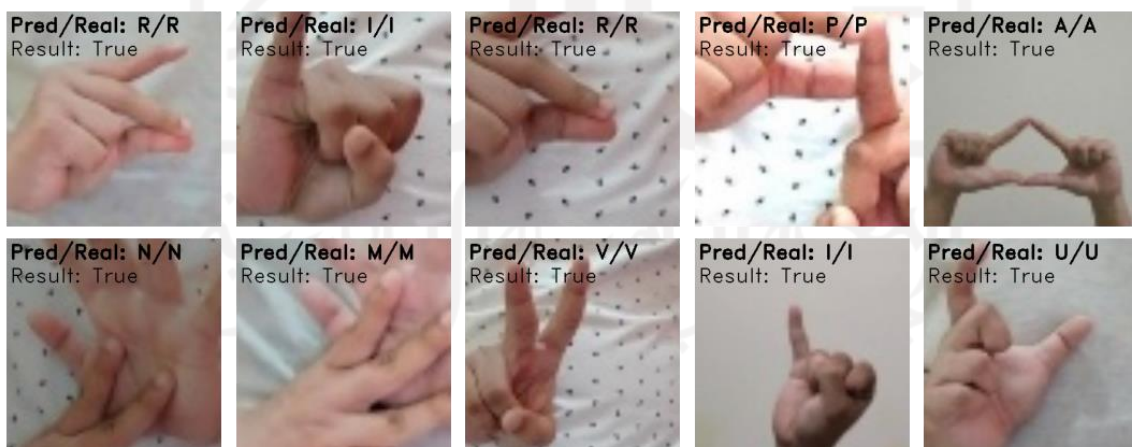 Pred/Real: R/R
Result: True
Pred/Real: I/I
Result: True
Pred/Real: R/R
Result: True
Pred/Real: P/P
Result: True
Pred/Real: A/A
Result: True
Pred/Real: N/N
Result: True
Pred/Real: M/M
Result: True
Pred/Real: V/V
Result: True
Pred/Real: I/I
Result: True
Pred/Real: U/U
Result: True